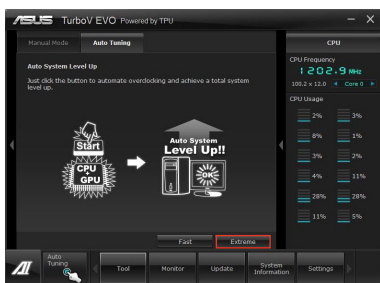 ASUS TurboV EVO Powered by TPU
Manual Mode Auto Tuning
Auto System Level Up
Just click the button to automate overclocking and achieve a total system
level up.
Start
CPU
GPU
Auto System
Level Up!!
OK
Fast Extreme
CPU
CPU Frequency
1202.9 MHz
100.2 x 12.0 Core 0
CPU Usage
2% 3%
8% 1%
3% 2%
4% 11%
28% 28%
11% 5%
AII
Auto
Tuning
Tool Monitor Update System
Information Settings